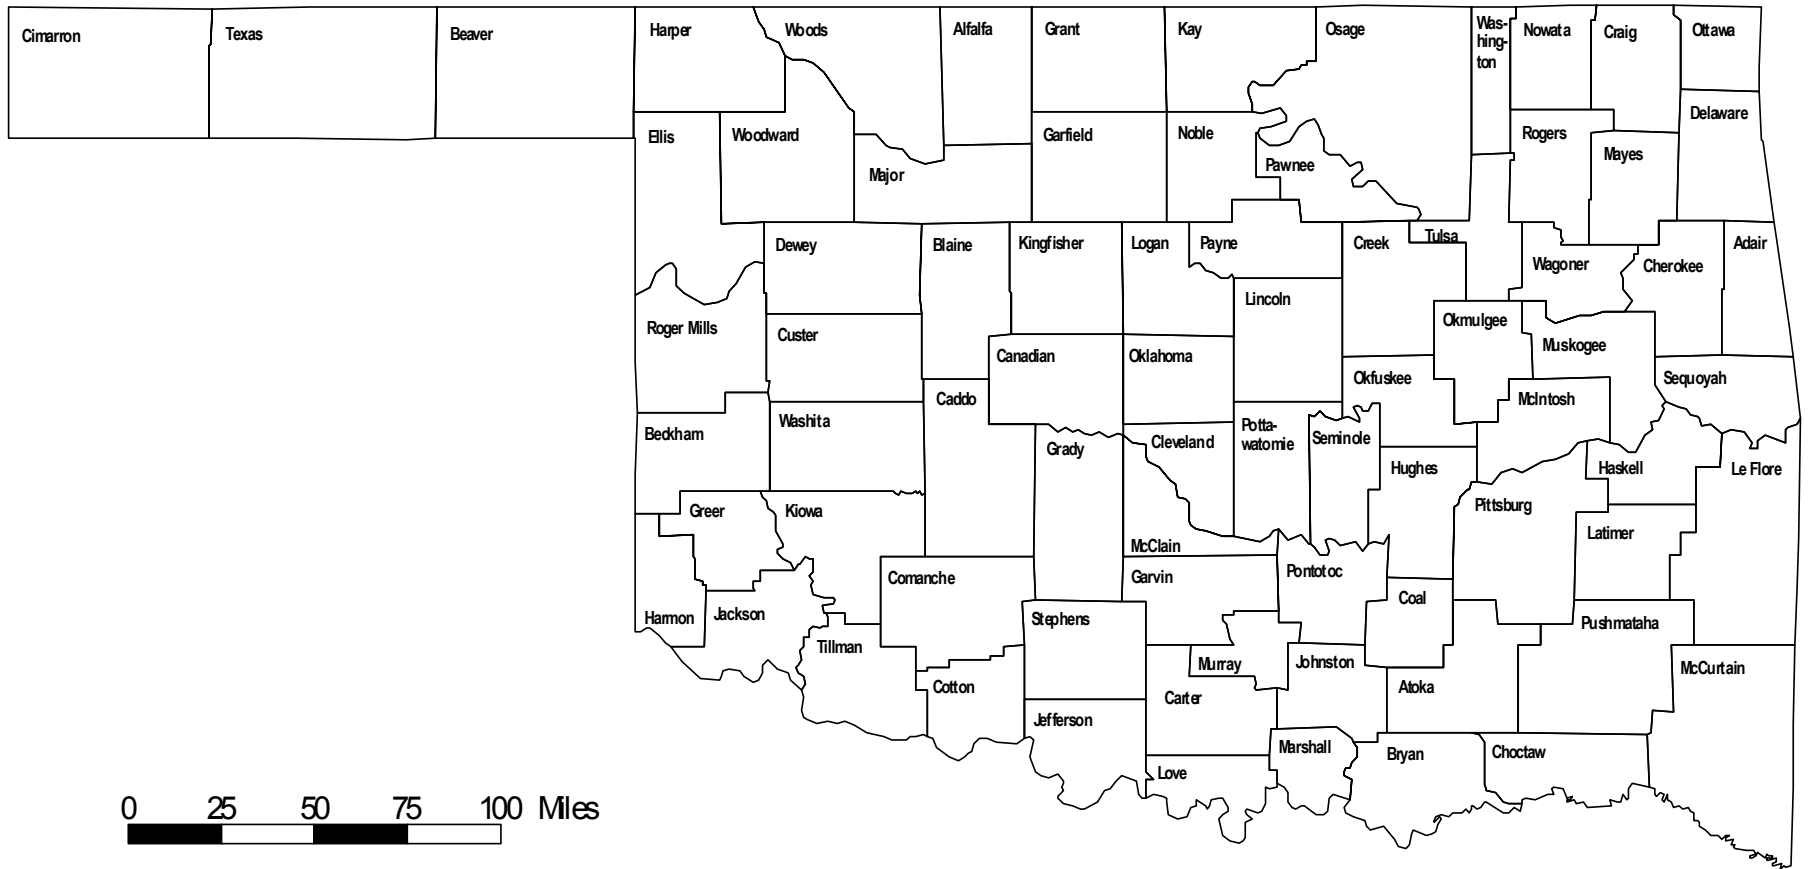 Cimarron
Texas
Beaver
Harper
Woods
Alfalfa
Grant
Kay
Osage
Was-
hing-
ton
Nowata
Craig
Ottawa
Ellis
Woodward
Major
Garfield
Noble
Pawnee
Rogers
Mayes
Delaware
Dewey
Blaine
Kingfisher
Logan
Payne
Creek
Tulsa
Wagoner
Cherokee
Adair
Roger Mills
Custer
Canadian
Oklahoma
Lincoln
Okmulgee
Muskogee
Okfuskee
McIntosh
Sequoyah
Beckham
Washita
Caddo
Grady
Cleveland
Potta-
watomie
Seminole
Hughes
Pittsburg
Haskell
Le Flore
Greer
Kiowa
McClain
Latimer
Harmon
Jackson
Comanche
Garvin
Pontotoc
Coal
Pushmataha
Tillman
Stephens
Murray
Johnston
Atoka
McCurtain
Cotton
Carter
Jefferson
Love
Marshall
Bryan
Choctaw
0 25 50 75 100 Miles